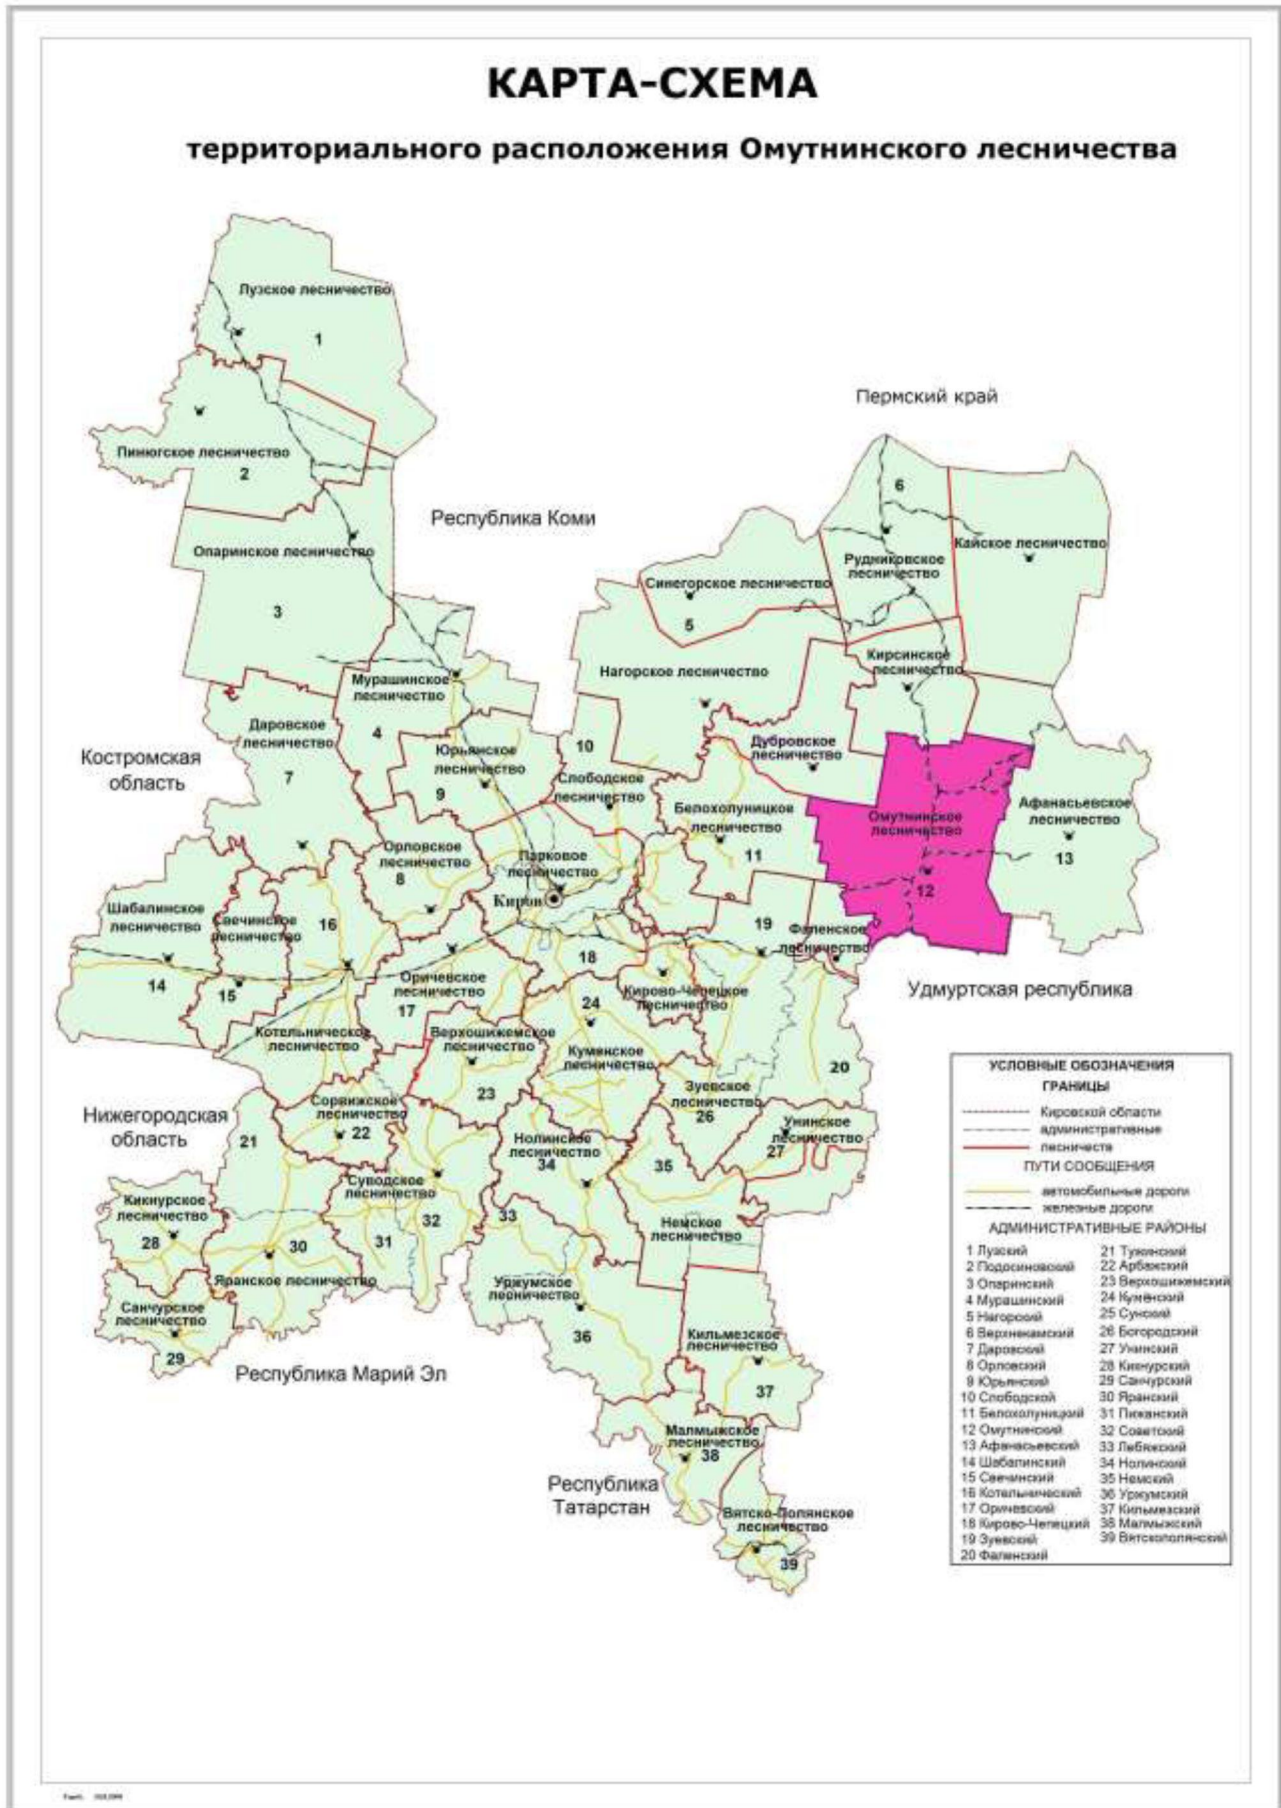 КАРТА-СХЕМА
территориального расположения Омутнинского лесничества
Лузское лесничество
1
Пермский край
Пинюгское лесничество
2
6
Республика Коми
Кайское лесничество
Опаринское лесничество
Рудниковское
лесничество
Синегорское лесничество
3
5
Кирсинское
лесничество
Нагорское лесничество
Мурашинское
лесничество
4
Даровское
лесничество
7
10
Дубровское
лесничество
Костромская
область
Юрьянское
лесничество
9
Слободское
лесничество
Белохолуницкое
лесничество
11
Омутнинское
лесничество
12
Афанасьевское
лесничество
13
Орловское
лесничество
8
Парковое
лесничество
Киров
Шабалинское
лесничество
14
Свечинское
лесничество
15
16
19
Фаленское
лесничество
18
Оричевское
лесничество
17
Кирово-Чепецкое
лесничество
Удмуртская республика
24
Котельническое
лесничество
Верхошижемское
лесничество
23
Куменское
лесничество
20
Зуевское
лесничество
26
Сорвижское
лесничество
22
Нижегородская
область
21
Унинское
лесничество
27
Нолинское
лесничество
34
35
Суводское
лесничество
32
Кикнурское
лесничество
28
33
31
30
Немское
лесничество
Яранское лесничество
Уржумское
лесничество
36
Санчурское
лесничество
29
Кильмезское
лесничество
37
Республика Марий Эл
Малмыжское
лесничество
38
Республика
Татарстан
Вятско-Полянское
лесничество
39
УСЛОВНЫЕ ОБОЗНАЧЕНИЯ
ГРАНИЦЫ
Кировской области
административные
лесничеств
ПУТИ СООБЩЕНИЯ
автомобильные дороги
железные дороги
АДМИНИСТРАТИВНЫЕ РАЙОНЫ
1 Лузский
2 Подосиновский
3 Опаринский
4 Мурашинский
5 Нагорский
6 Верхнекамский
7 Даровский
8 Орловский
9 Юрьянский
10 Слободской
11 Белохолуницкий
12 Омутнинский
13 Афанасьевский
14 Шабалинский
15 Свечинский
16 Котельнический
17 Оричевский
18 Кирово-Чепецкий
19 Зуевский
20 Фаленский
21 Тужинский
22 Арбажский
23 Верхошижемский
24 Куменский
25 Сунский
26 Богородский
27 Унинский
28 Кикнурский
29 Санчурский
30 Яранский
31 Пижанский
32 Советский
33 Лебяжский
34 Нолинский
35 Немский
36 Уржумский
37 Кильмезский
38 Малмыжский
39 Вятскополянский